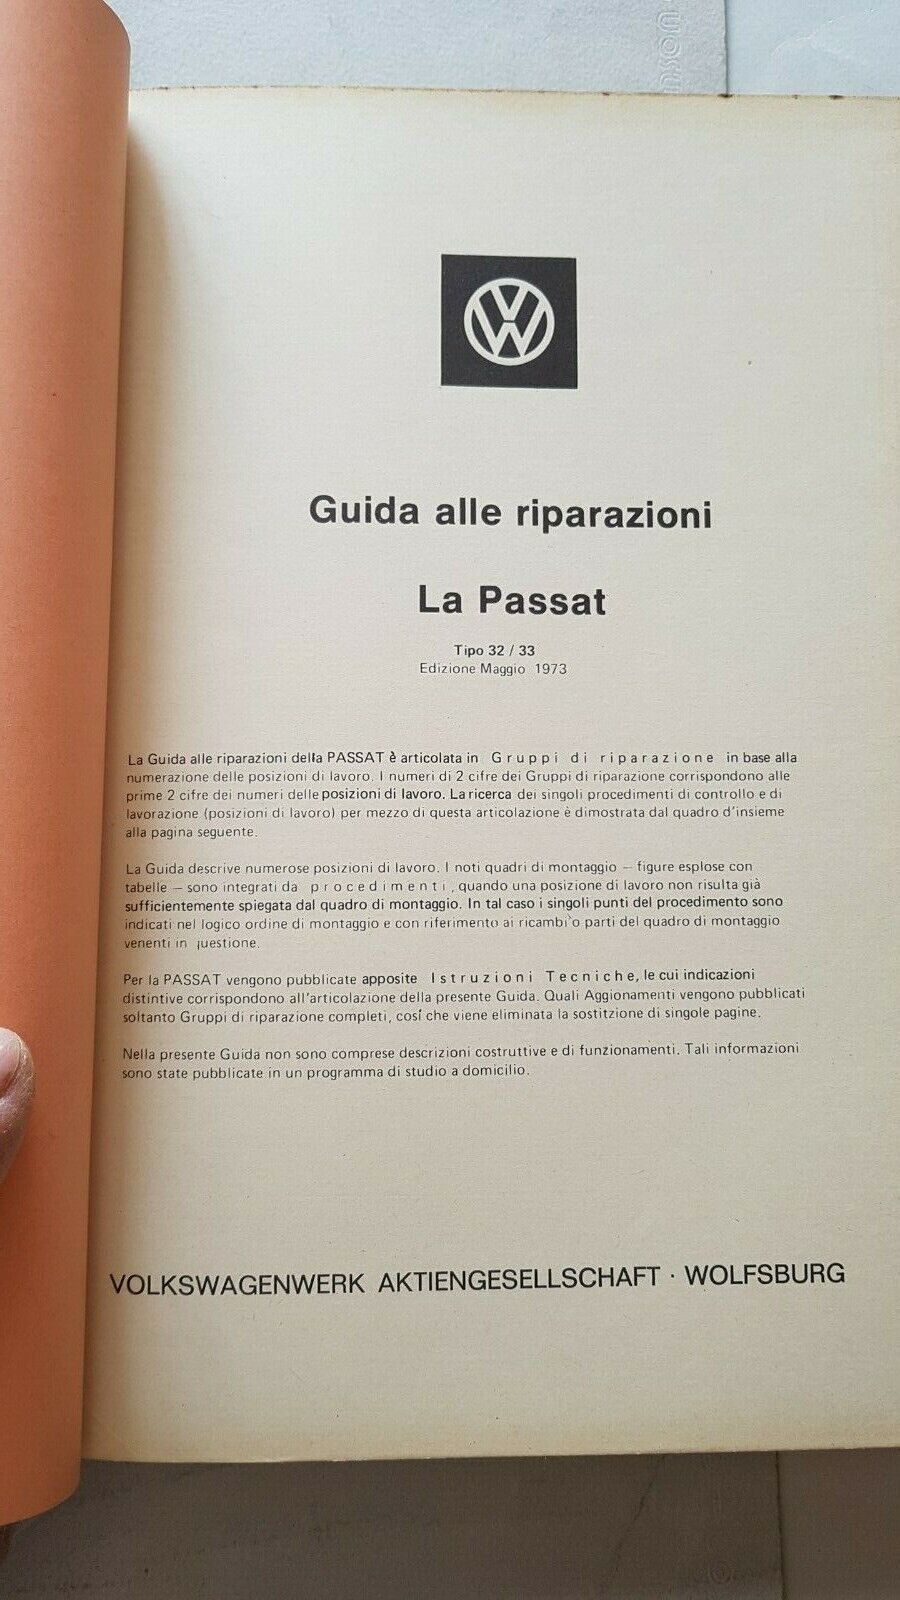 Guida alle riparazioni
La Passat
Tipo 32 / 33
Edizione Maggio 1973
La Guida alle riparazioni della PASSAT è articolata in Gruppi di riparazione in base alla
numerazione delle posizioni di lavoro. I numeri di 2 cifre dei Gruppi di riparazione corrispondono alle
prime 2 cifre dei numeri delle posizioni di lavoro. La ricerca dei singoli procedimenti di controllo e di
lavorazione (posizioni di lavoro) per mezzo di questa articolazione è dimostrata dal quadro d'insieme
alla pagina seguente.
La Guida descrive numerose posizioni di lavoro. I noti quadri di montaggio — figure esplose con
tabelle — sono integrati da procedimenti, quando una posizione di lavoro non risulta già
sufficientemente spiegata dal quadro di montaggio. In tal caso i singoli punti del procedimento sono
indicati nel logico ordine di montaggio e con riferimento ai ricambi o parti del quadro di montaggio
venenti in questione.
Per la PASSAT vengono pubblicate apposite Istruzioni Tecniche, le cui indicazioni
distintive corrispondono all'articolazione della presente Guida. Quali Aggionamenti vengono pubblicati
soltanto Gruppi di riparazione completi, così che viene eliminata la sostitzione di singole pagine.
Nella presente Guida non sono comprese descrizioni costruttive e di funzionamenti. Tali informazioni
sono state pubblicate in un programma di studio a domicilio.
VOLKSWAGENWERK AKTIENGESELLSCHAFT · WOLFSBURG